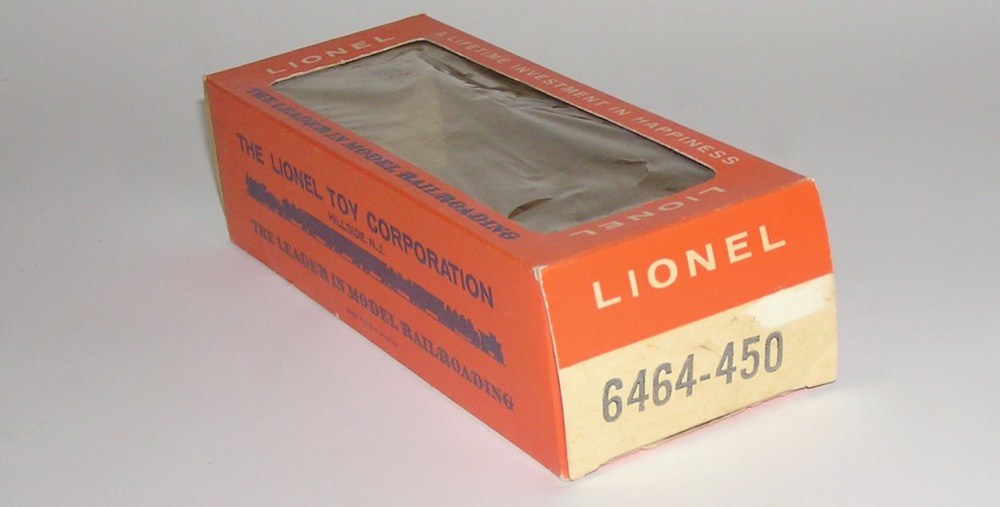 LIONEL
A LIFETIME INVESTMENT IN HAPPINESS
THE LEADER IN MODEL RAILROADING
LIONEL
THE LIONEL TOY CORPORATION
HILLSIDE, N.J.
THE LEADER IN MODEL RAILROADING
LIONEL
6464-450